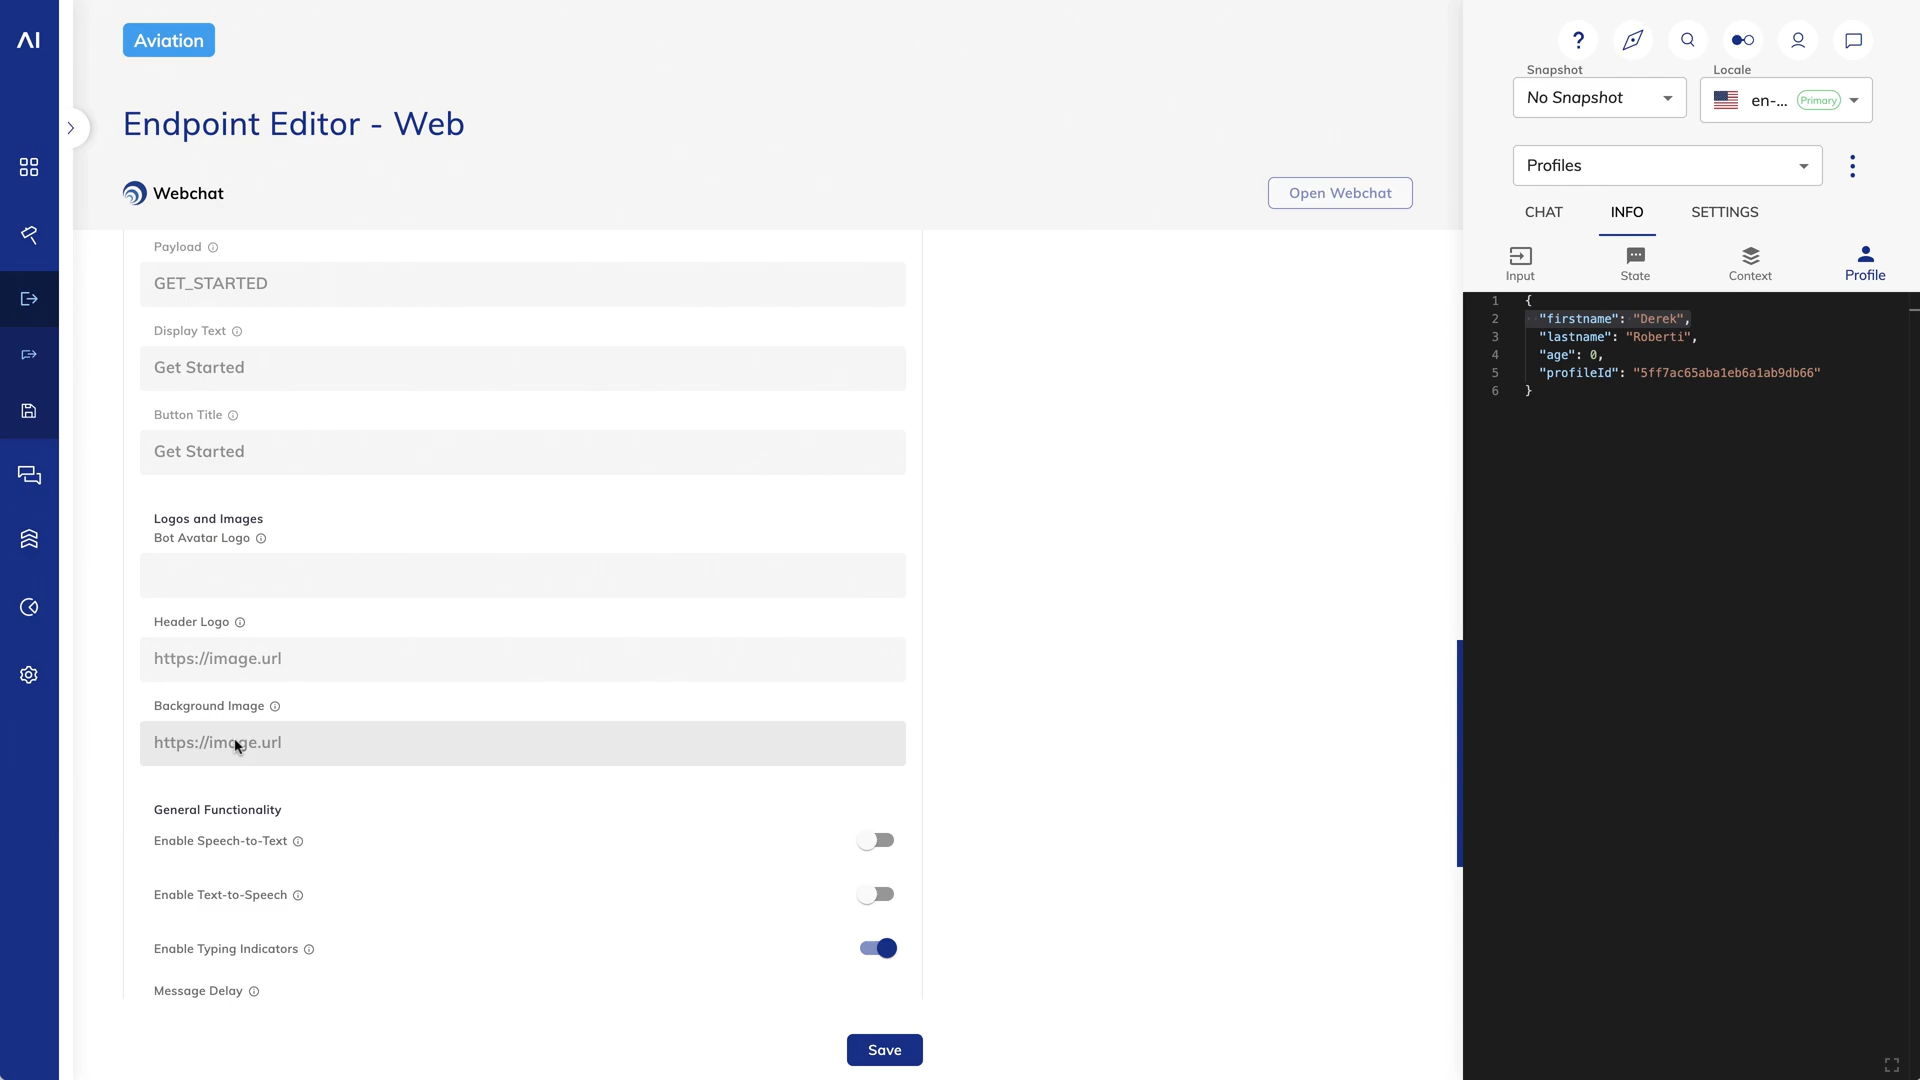 AI
Aviation
Endpoint Editor - Web
Webchat
Open Webchat
Payload
GET_STARTED
Display Text
Get Started
Button Title
Get Started
Logos and Images
Bot Avatar Logo
Header Logo
https://image.url
Background Image
https://image.url
General Functionality
Enable Speech-to-Text
Enable Text-to-Speech
Enable Typing Indicators
Message Delay
Save
?
Snapshot
No Snapshot
Locale
en-... Primary
Profiles
CHAT INFO SETTINGS
Input State Context Profile
1 {
2 "firstname": "Derek",
3 "lastname": "Roberti",
4 "age": 0,
5 "profileId": "5ff7ac65aba1eb6a1ab9db66"
6 }